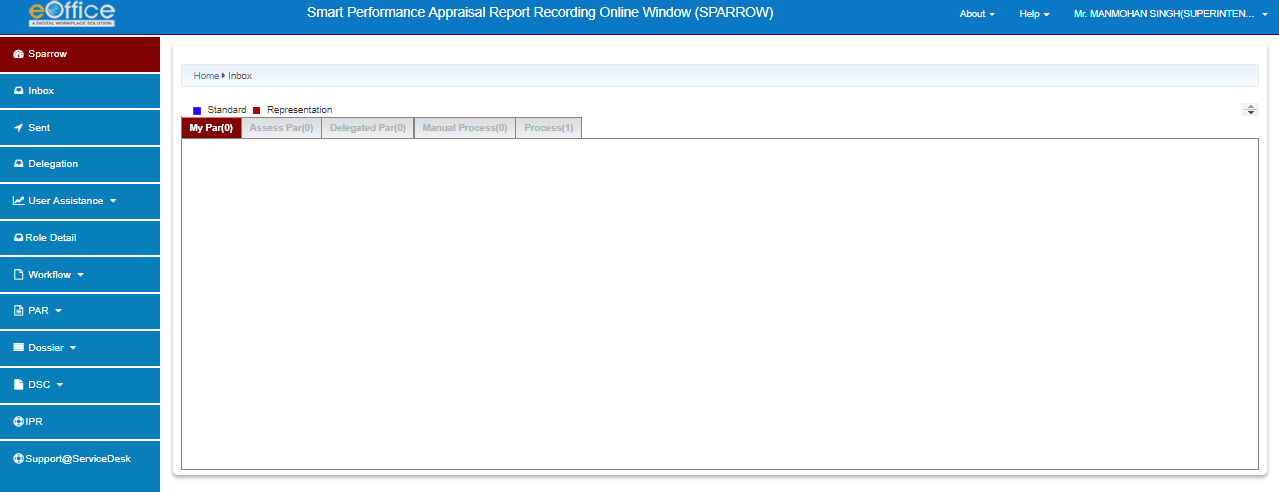 eOffice
A DIGITAL WORKPLACE SOLUTION
Smart Performance Appraisal Report Recording Online Window (SPARROW)
About
Help
Mr. MANMOHAN SINGH(SUPERINTEN...
Sparrow
Inbox
Sent
Delegation
User Assistance
Role Detail
Workflow
PAR
Dossier
DSC
IPR
Support@ServiceDesk
Home Inbox
Standard Representation
My Par(0) Assess Par(0) Delegated Par(0) Manual Process(0) Process(1)